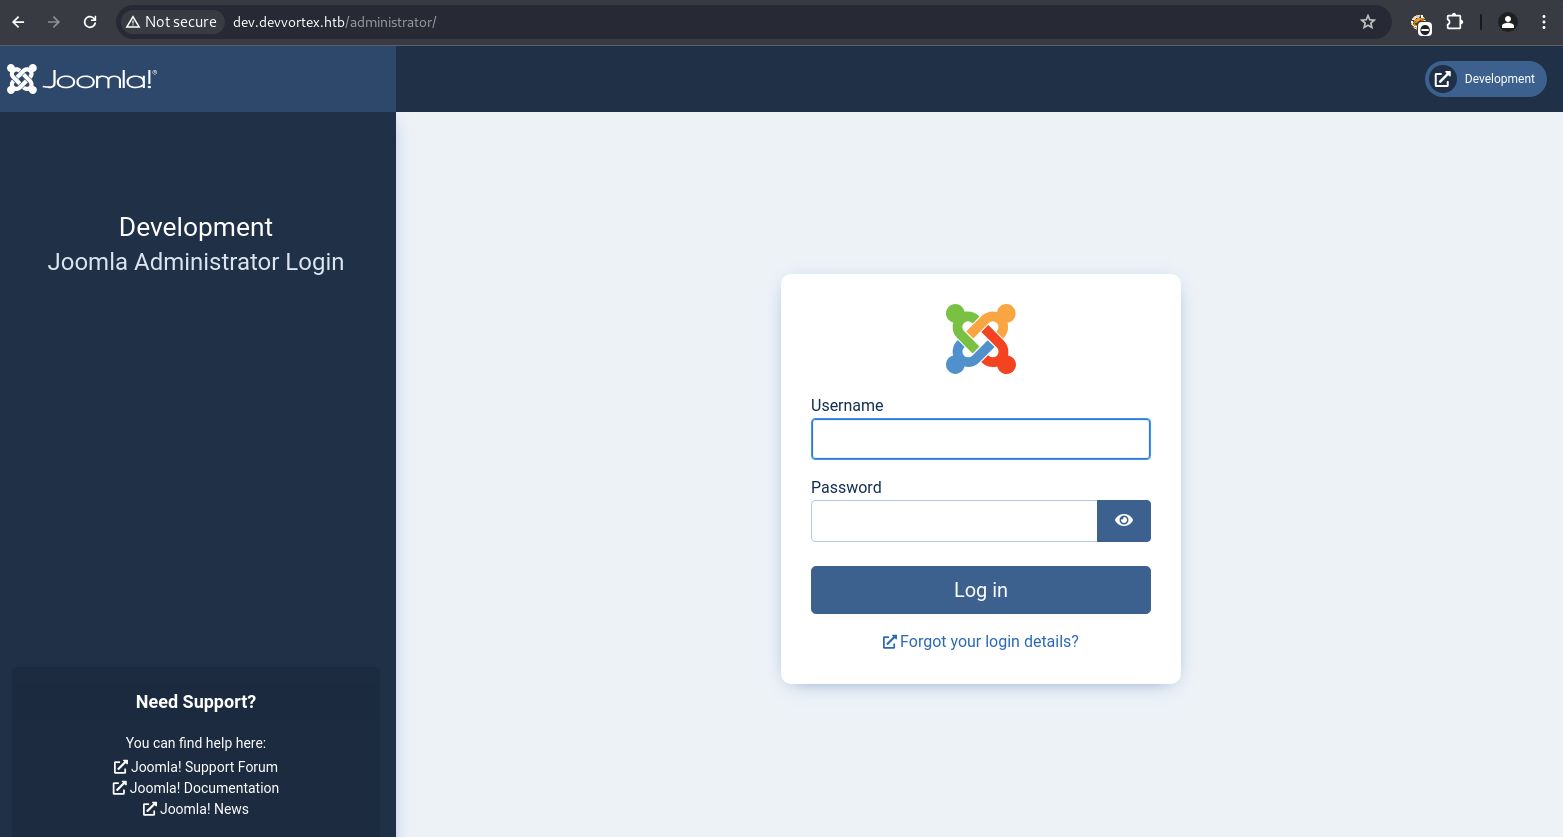 Not secure
dev.devvortex.htb/administrator/
Joomla!®
Development
Development
Joomla Administrator Login
Username
Password
Log in
Forgot your login details?
Need Support?
You can find help here:
Joomla! Support Forum
Joomla! Documentation
Joomla! News